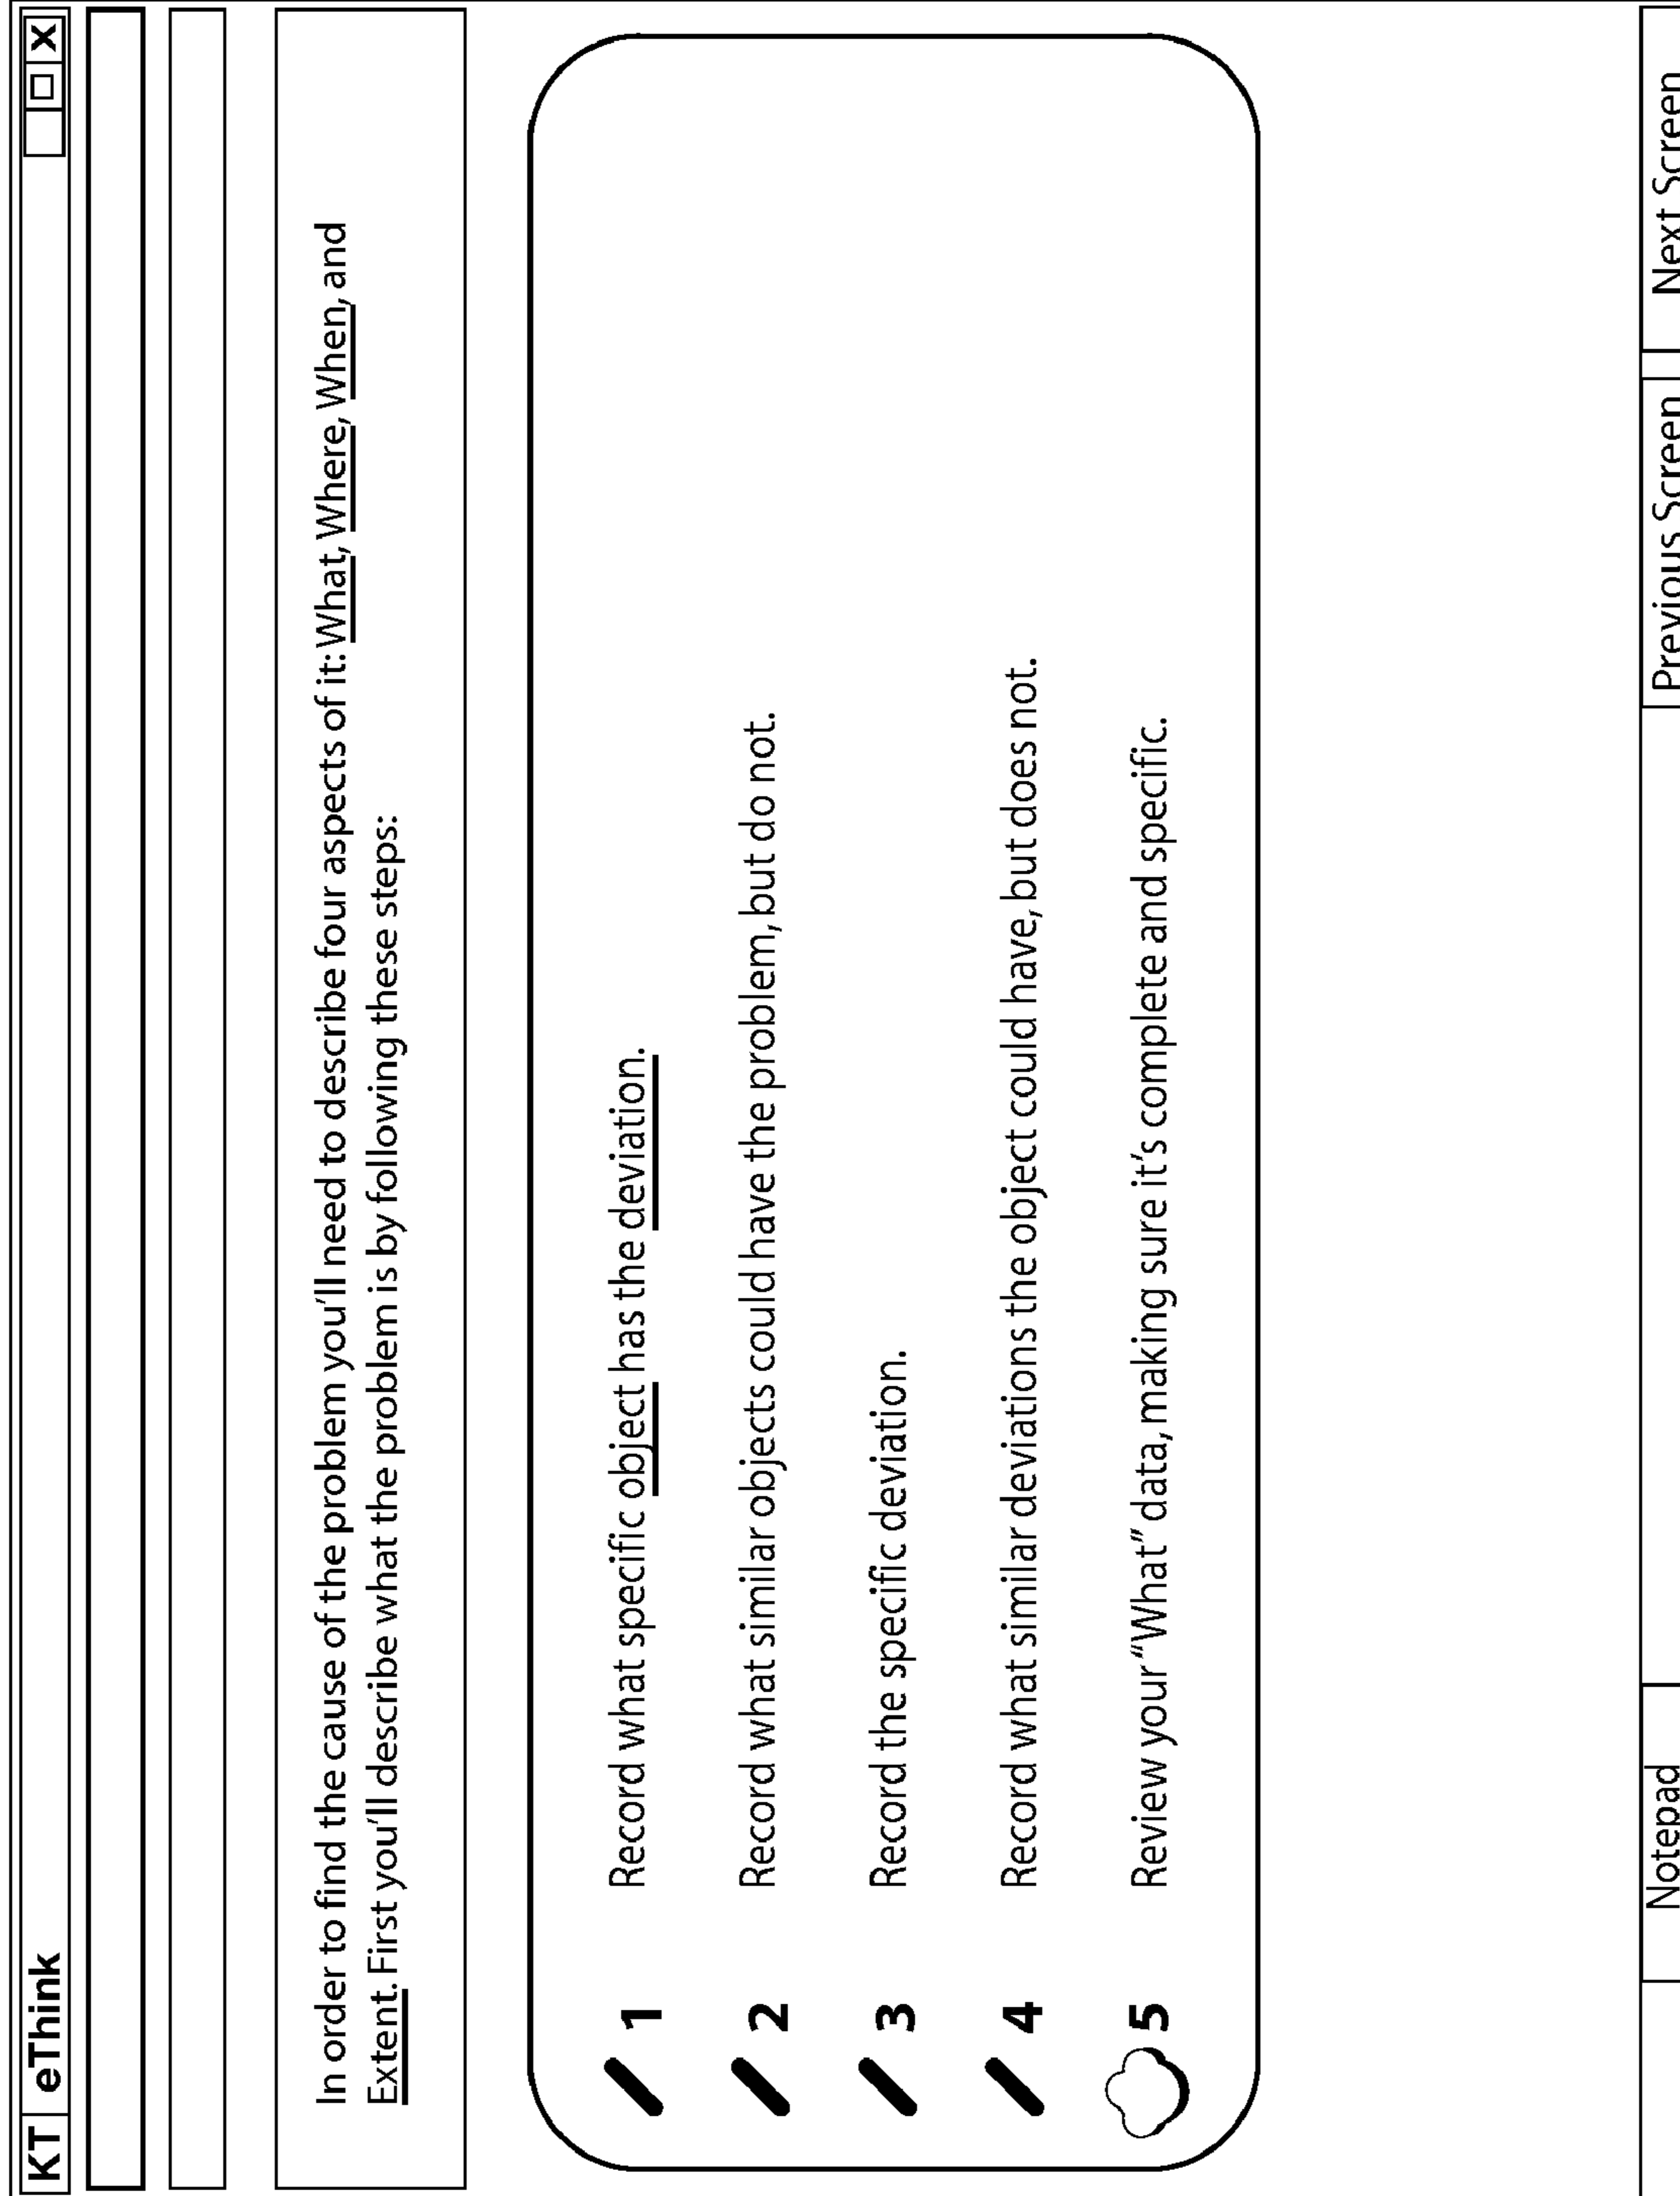 KT eThink X
In order to find the cause of the problem you'll need to describe four aspects of it: What, Where, When, and
Extent. First you'll describe what the problem is by following these steps:
1 Record what specific object has the deviation.
2 Record what similar objects could have the problem, but do not.
3 Record the specific deviation.
4 Record what similar deviations the object could have, but does not.
5 Review your "What" data, making sure it's complete and specific.
Notepad Previous Screen Next Screen